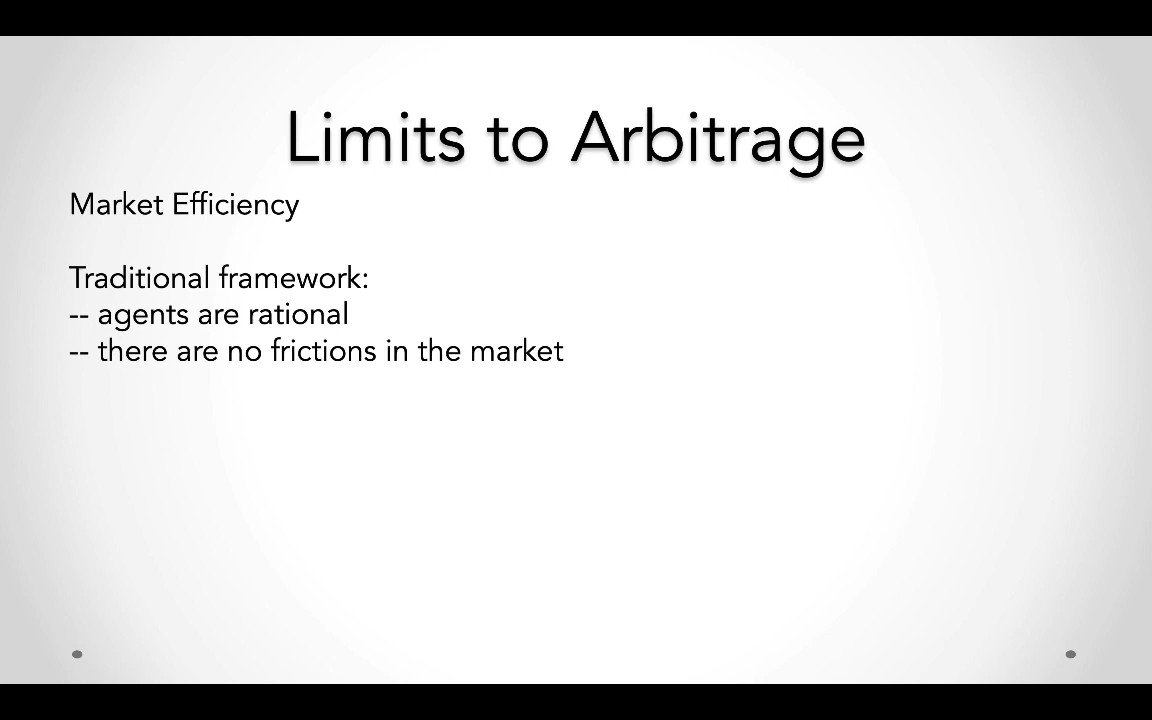 Limits to Arbitrage
Market Efficiency
Traditional framework:
-- agents are rational
-- there are no frictions in the market